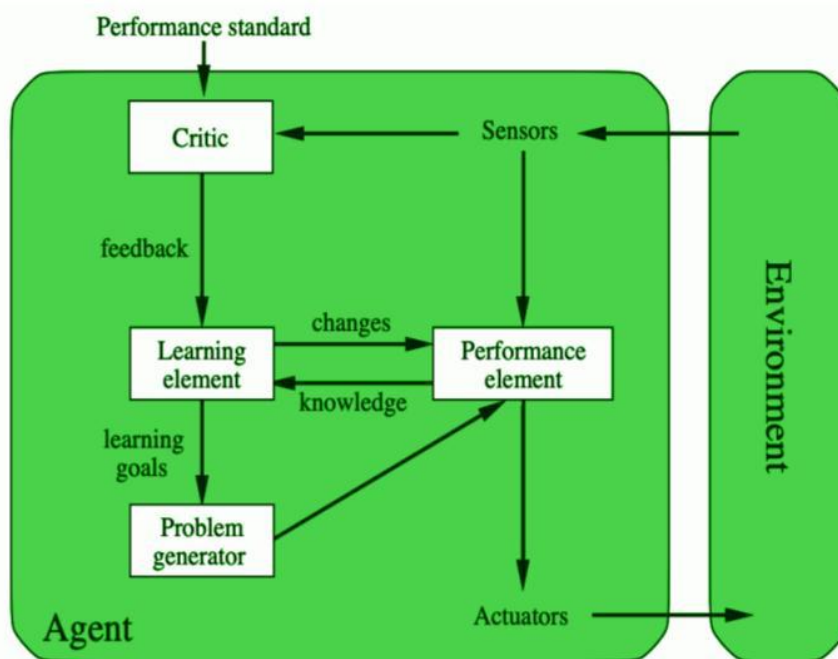 Performance standard
Critic
Sensors
feedback
changes
Learning
element
Performance
element
knowledge
learning
goals
Problem
generator
Agent
Actuators
Environment